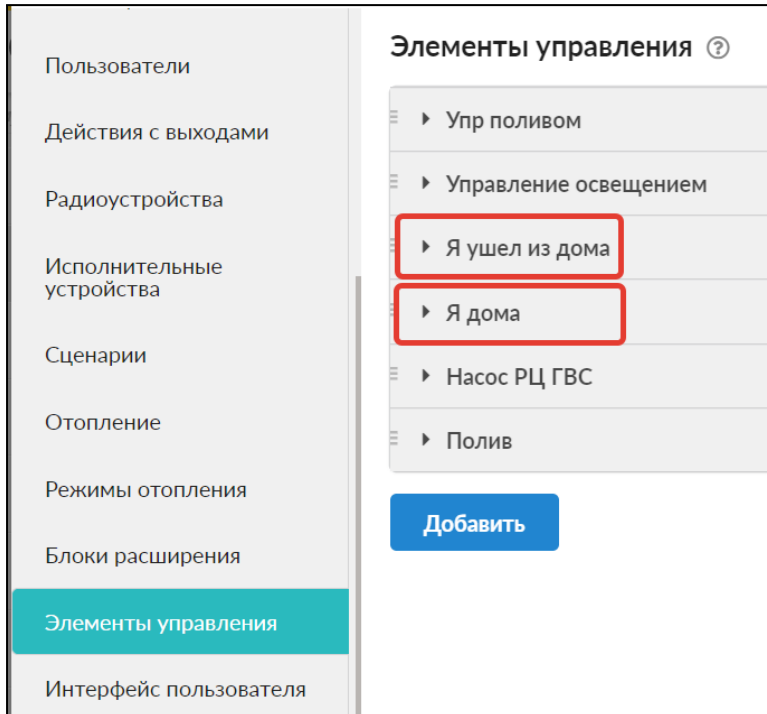 Пользователи
Действия с выходами
Радиоустройства
Исполнительные
устройства
Сценарии
Отопление
Режимы отопления
Блоки расширения
Элементы управления
Интерфейс пользователя
Элементы управления ?
Упр поливом
Управление освещением
Я ушел из дома
Я дома
Насос РЦ ГВС
Полив
Добавить